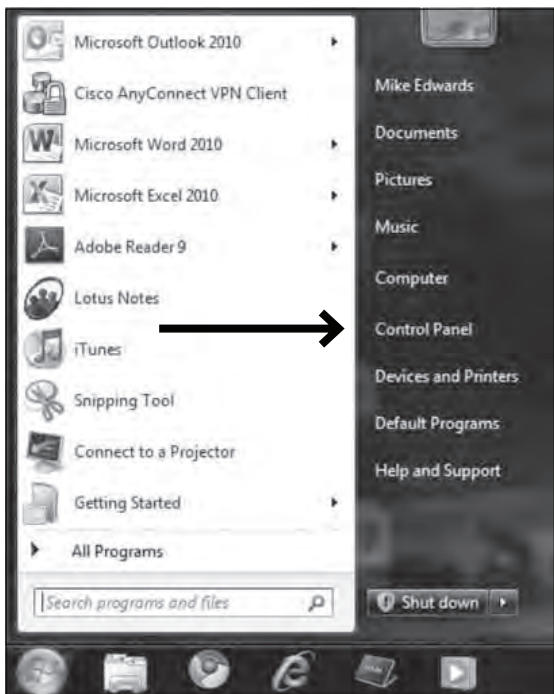 Microsoft Outlook 2010
Cisco AnyConnect VPN Client
Microsoft Word 2010
Microsoft Excel 2010
Adobe Reader 9
Lotus Notes
iTunes
Snipping Tool
Connect to a Projector
Getting Started
All Programs
Search programs and files
Mike Edwards
Documents
Pictures
Music
Computer
Control Panel
Devices and Printers
Default Programs
Help and Support
Shut down